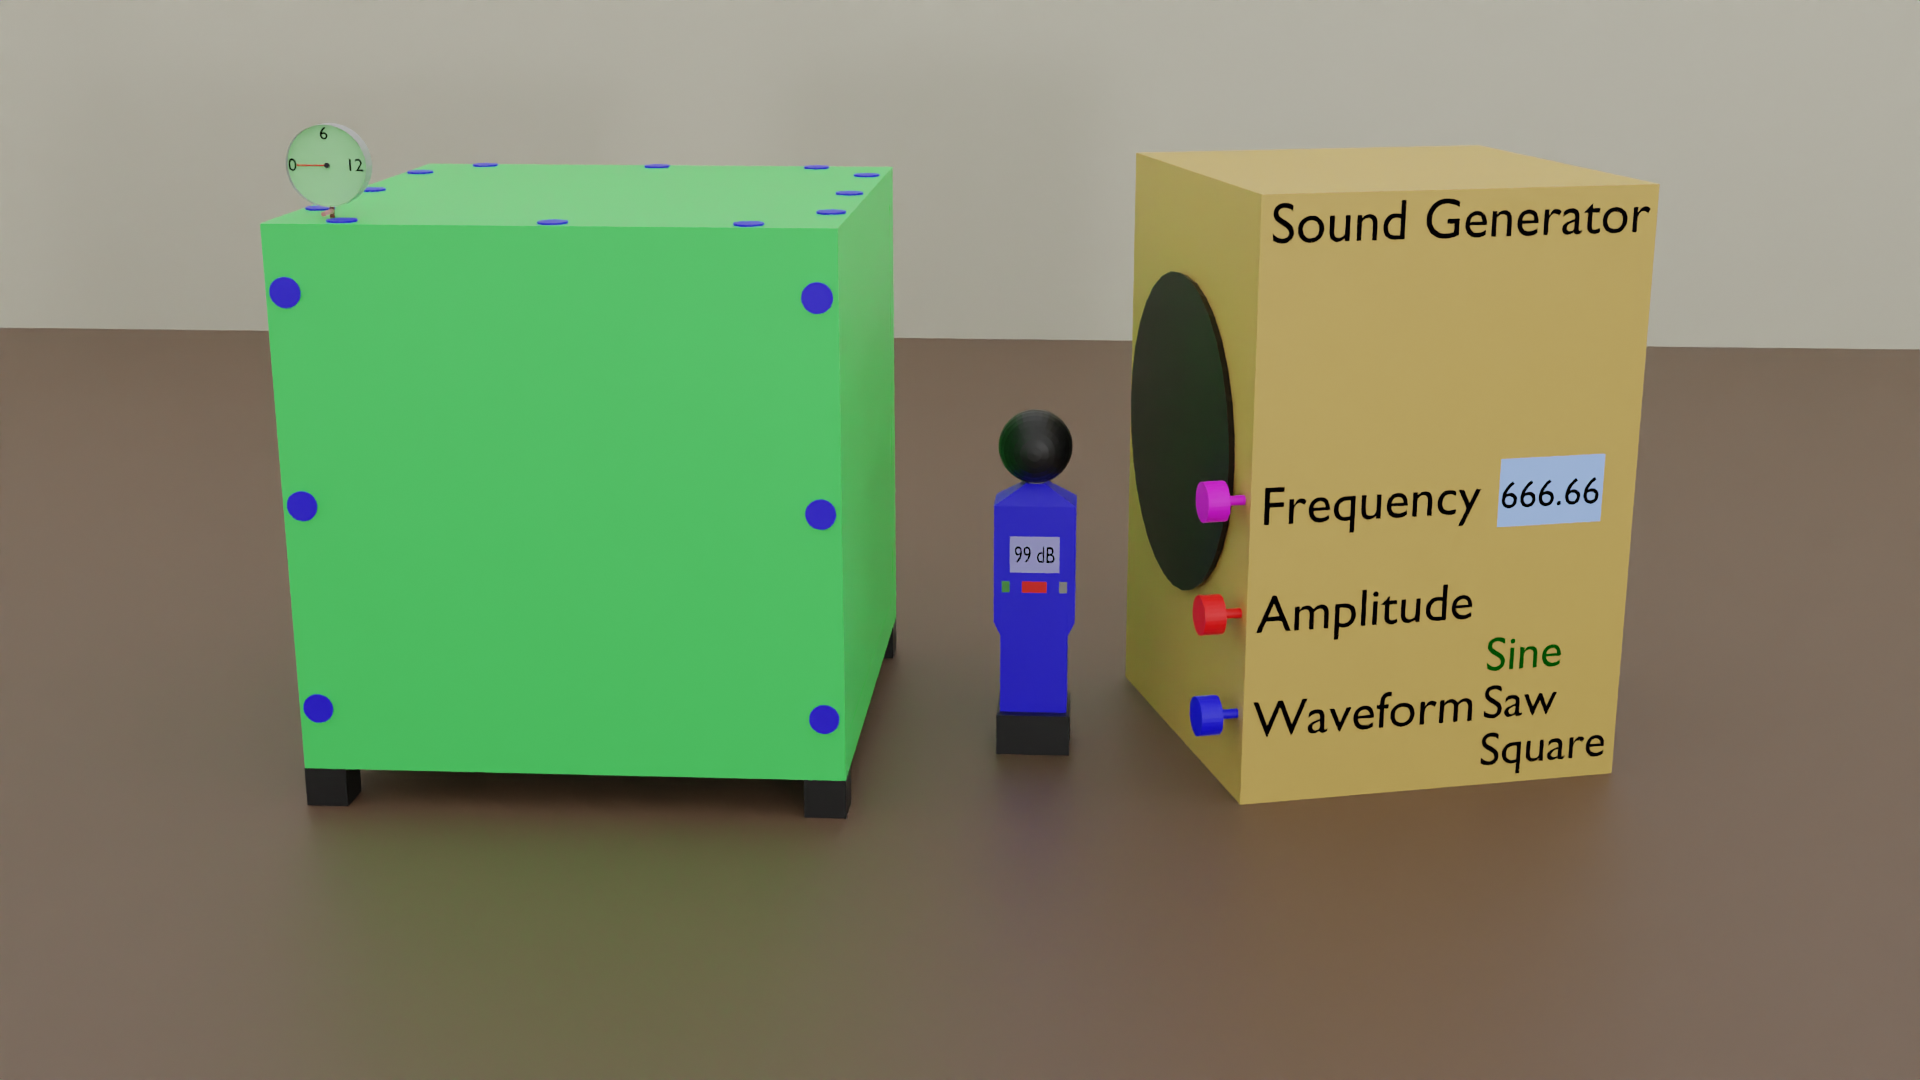 6
0 12
Sound Generator
Frequency 666.66
99 dB
Amplitude
Sine
Waveform Saw
Square